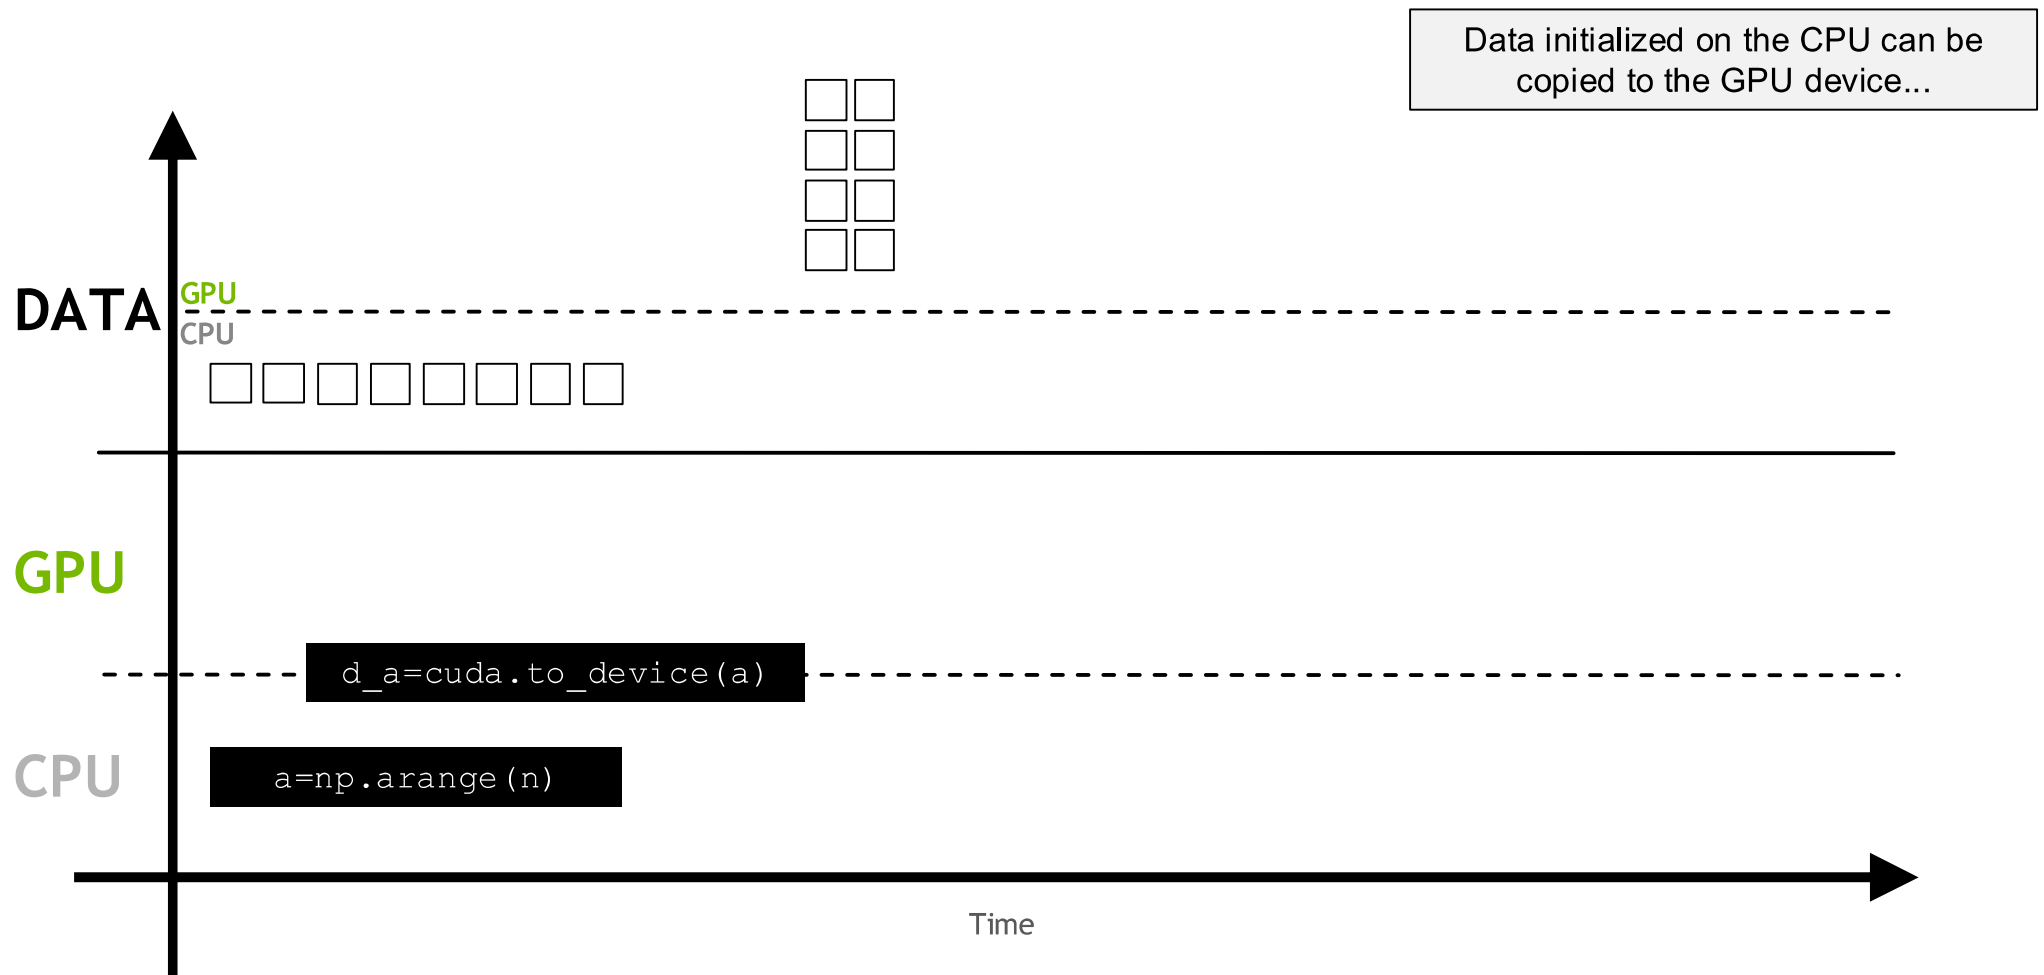 Data initialized on the CPU can be
copied to the GPU device...
DATA
GPU
CPU
GPU
d_a=cuda.to_device(a)
CPU
a=np.arange(n)
Time